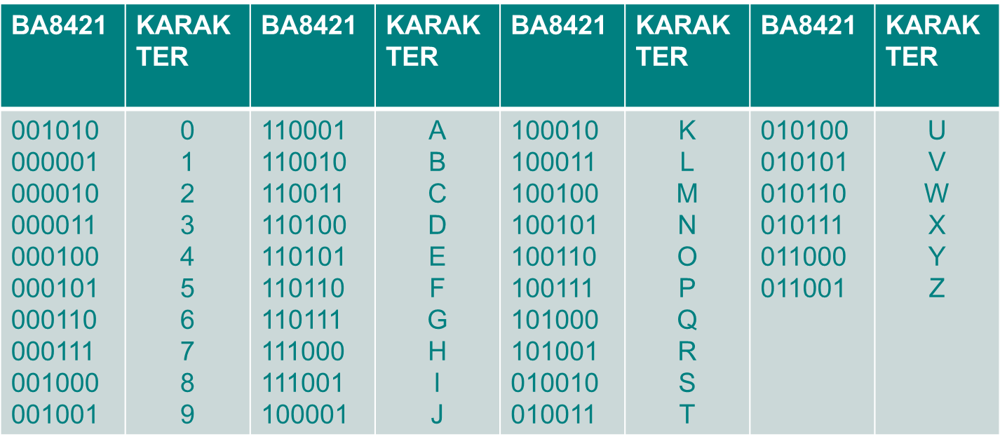 BA8421 KARAK TER BA8421 KARAK TER BA8421 KARAK TER BA8421 KARAK TER
001010 0 110001 A 100010 K 010100 U
000001 1 110010 B 100011 L 010101 V
000010 2 110011 C 100100 M 010110 W
000011 3 110100 D 100101 N 010111 X
000100 4 110101 E 100110 O 011000 Y
000101 5 110110 F 100111 P 011001 Z
000110 6 110111 G 101000 Q
000111 7 111000 H 101001 R
001000 8 111001 I 010010 S
001001 9 100001 J 010011 T